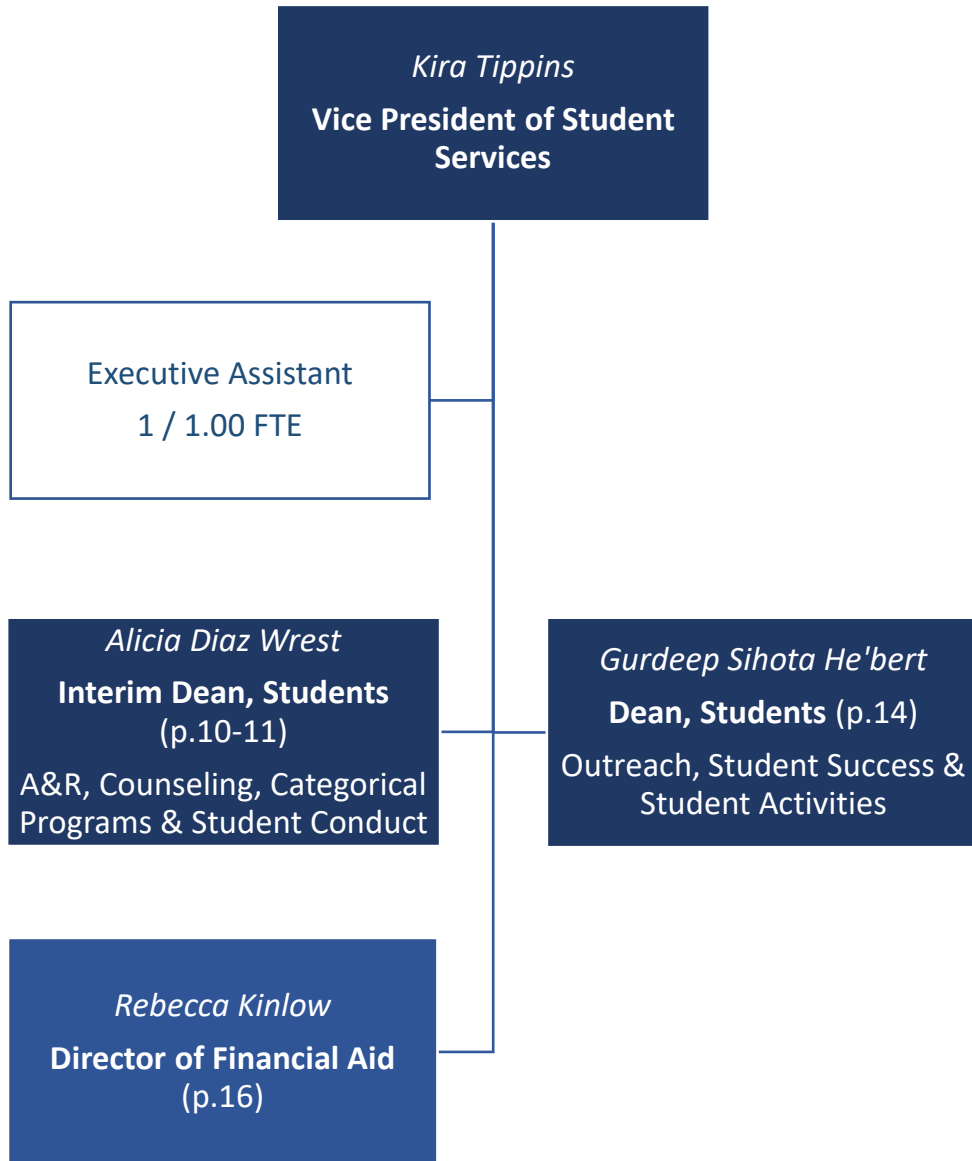 Kira Tippins
Vice President of Student
Services
Executive Assistant
1 / 1.00 FTE
Alicia Diaz Wrest
Interim Dean, Students
(p.10-11)
A&R, Counseling, Categorical
Programs & Student Conduct
Gurdeep Sihota He'bert
Dean, Students (p.14)
Outreach, Student Success &
Student Activities
Rebecca Kinlow
Director of Financial Aid
(p.16)